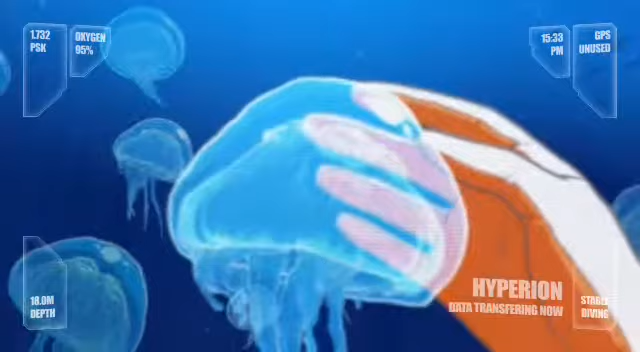 1.732
PSK
OXYGEN
95%
15:33
PM
GPS
UNUSED
18.0M
DEPTH
HYPERION
DATA TRANSFERING NOW
STABLE
DIVING